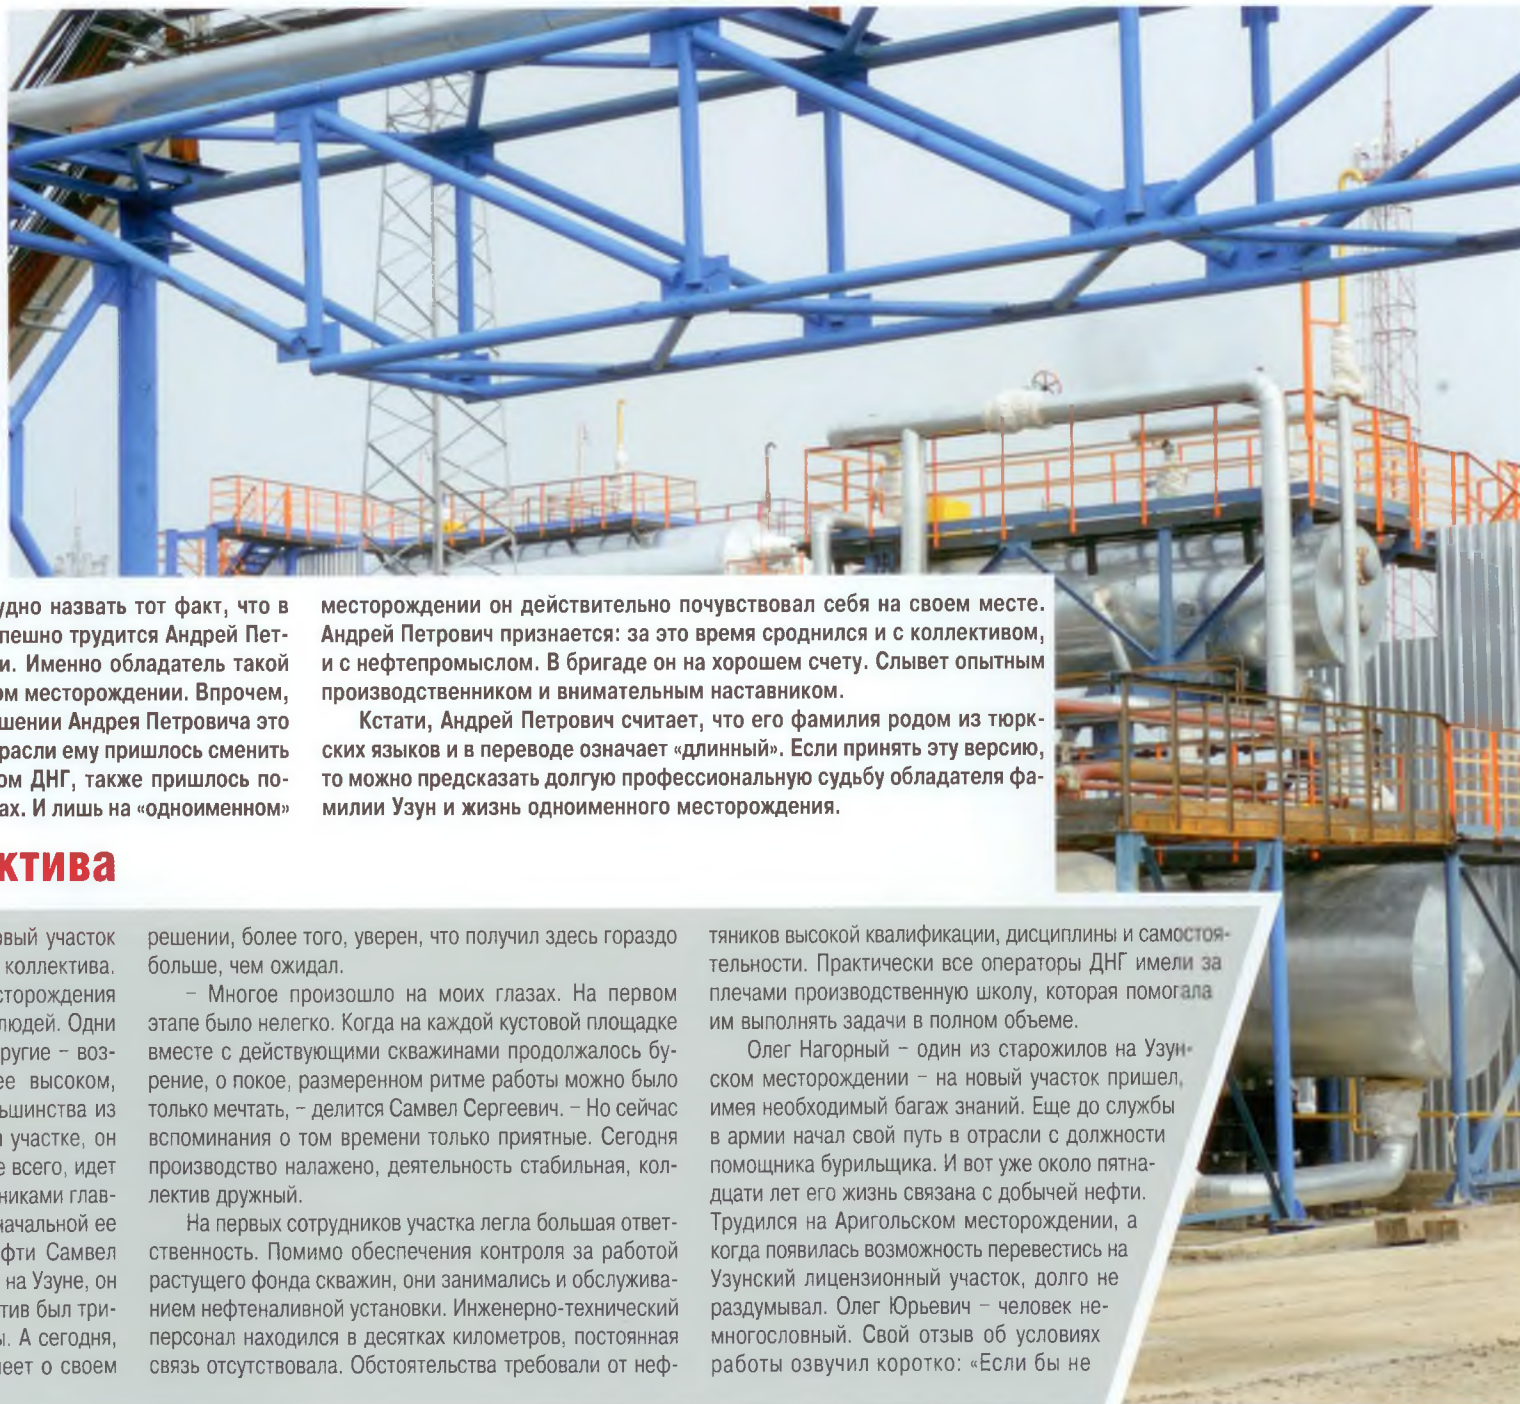 удно назвать тот факт, что в
пешно трудится Андрей Пет-
и. Именно обладатель такой
ом месторождении. Впрочем,
шении Андрея Петровича это
расли ему пришлось сменить
ом ДНГ, также пришлось по-
ах. И лишь на «одноименном»
месторождении он действительно почувствовал себя на своем месте.
Андрей Петрович признается: за это время сроднился и с коллективом,
и с нефтепромыслом. В бригаде он на хорошем счету. Слывет опытным
производственником и внимательным наставником.
Кстати, Андрей Петрович считает, что его фамилия родом из тюрк-
ских языков и в переводе означает «длинный». Если принять эту версию,
то можно предсказать долгую профессиональную судьбу обладателя фа-
милии Узун и жизнь одноименного месторождения.
ктива
овый участок
коллектива.
сторождения
людей. Одни
ругие – воз-
ее высоком,
ьшинства из
участке, он
е всего, идет
никами глав-
начальной ее
фти Самвел
на Узуне, он
тив был три-
ы. А сегодня,
леет о своем
решении, более того, уверен, что получил здесь гораздо
больше, чем ожидал.
– Многое произошло на моих глазах. На первом
этапе было нелегко. Когда на каждой кустовой площадке
вместе с действующими скважинами продолжалось бу-
рение, о покое, размеренном ритме работы можно было
только мечтать, – делится Самвел Сергеевич. – Но сейчас
вспоминания о том времени только приятные. Сегодня
производство налажено, деятельность стабильная, кол-
лектив дружный.
На первых сотрудников участка легла большая ответ-
ственность. Помимо обеспечения контроля за работой
растущего фонда скважин, они занимались и обслужива-
нием нефтеналивной установки. Инженерно-технический
персонал находился в десятках километров, постоянная
связь отсутствовала. Обстоятельства требовали от неф-
тяников высокой квалификации, дисциплины и самостоя-
тельности. Практически все операторы ДНГ имели за
плечами производственную школу, которая помогала
им выполнять задачи в полном объеме.
Олег Нагорный – один из старожилов на Узун-
ском месторождении – на новый участок пришел,
имея необходимый багаж знаний. Еще до службы
в армии начал свой путь в отрасли с должности
помощника бурильщика. И вот уже около пятна-
дцати лет его жизнь связана с добычей нефти.
Трудился на Аригольском месторождении, а
когда появилась возможность перевестись на
Узунский лицензионный участок, долго не
раздумывал. Олег Юрьевич – человек не-
многословный. Свой отзыв об условиях
работы озвучил коротко: «Если бы не